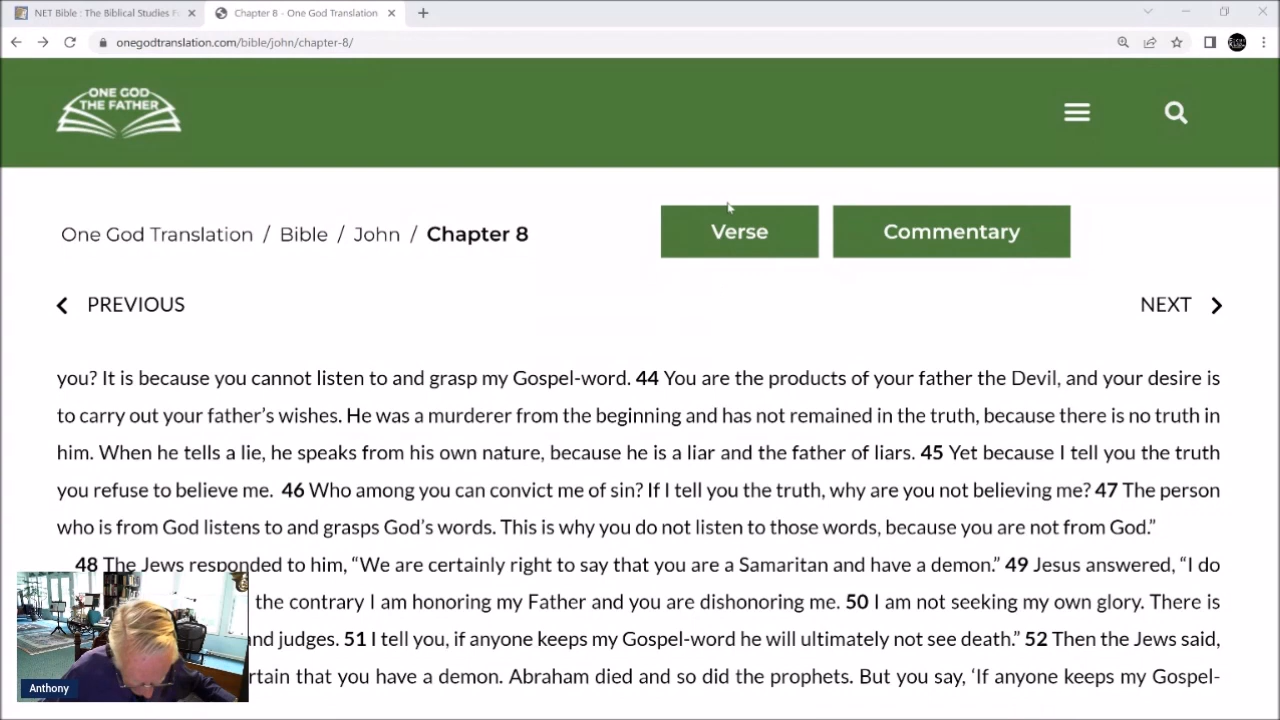 NET Bible : The Biblical Studies F
Chapter 8 - One God Translation
onegodtranslation.com/bible/john/chapter-8/
ONE GOD
THE FATHER
One God Translation / Bible / John / Chapter 8
Verse
Commentary
PREVIOUS
NEXT
you? It is because you cannot listen to and grasp my Gospel-word. 44 You are the products of your father the Devil, and your desire is
to carry out your father’s wishes. He was a murderer from the beginning and has not remained in the truth, because there is no truth in
him. When he tells a lie, he speaks from his own nature, because he is a liar and the father of liars. 45 Yet because I tell you the truth
you refuse to believe me. 46 Who among you can convict me of sin? If I tell you the truth, why are you not believing me? 47 The person
who is from God listens to and grasps God’s words. This is why you do not listen to those words, because you are not from God.”
48 The Jews responded to him, “We are certainly right to say that you are a Samaritan and have a demon.” 49 Jesus answered, “I do
the contrary I am honoring my Father and you are dishonoring me. 50 I am not seeking my own glory. There is
nd judges. 51 I tell you, if anyone keeps my Gospel-word he will ultimately not see death.” 52 Then the Jews said,
rtain that you have a demon. Abraham died and so did the prophets. But you say, ‘If anyone keeps my Gospel-
Anthony